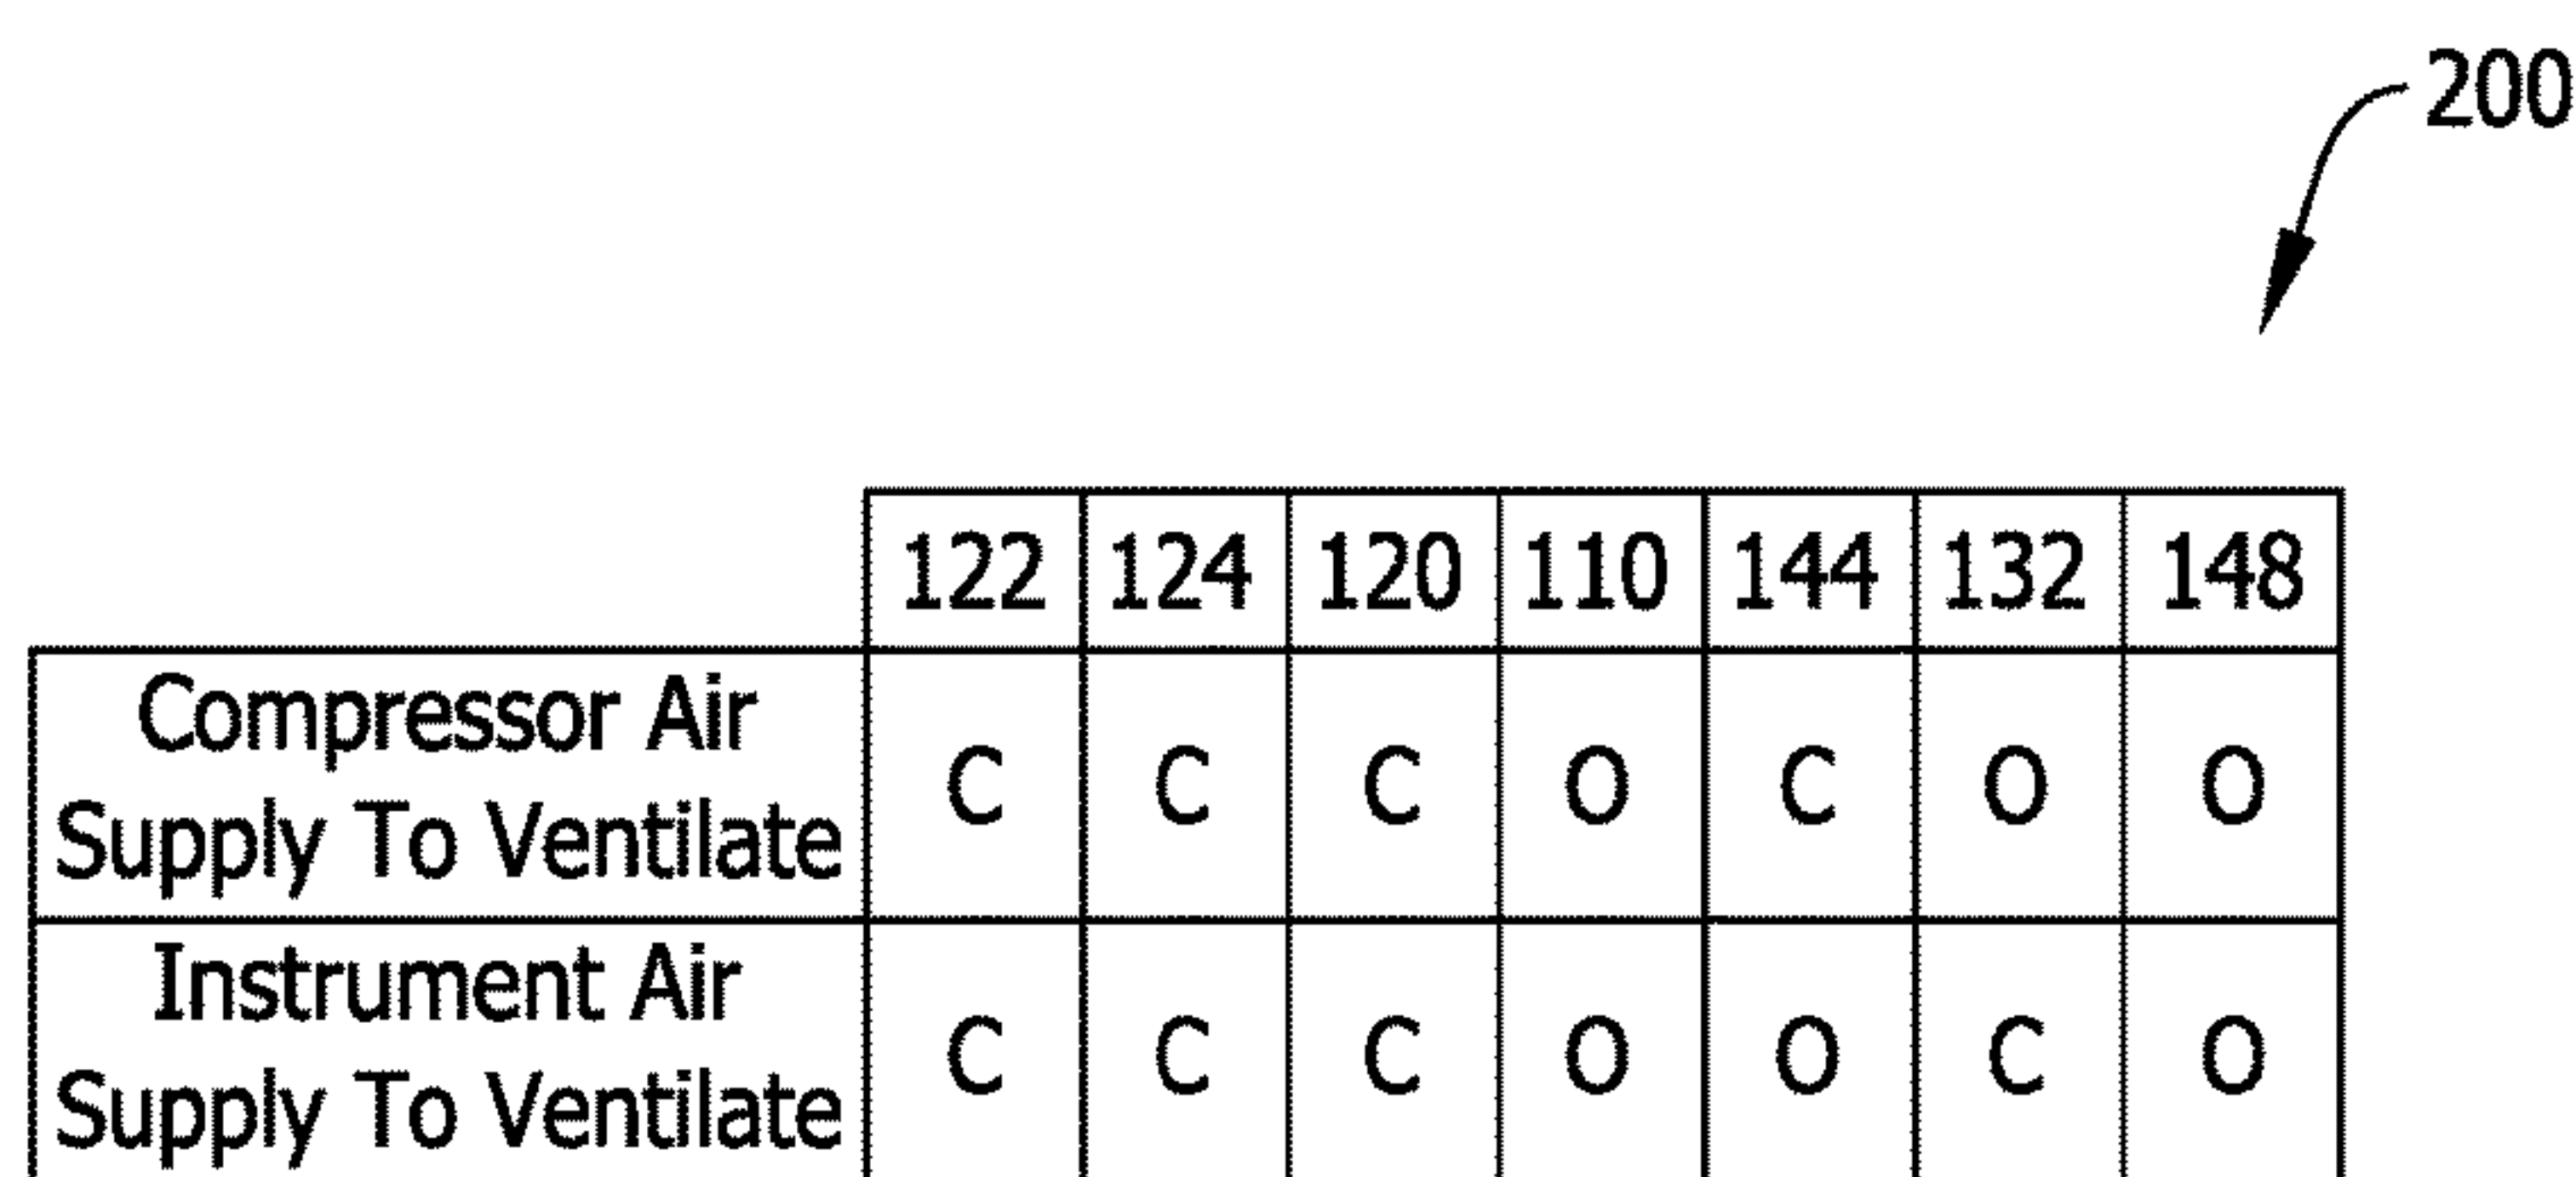 200
122 124 120 110 144 132 148
Compressor Air
Supply To Ventilate
C C C O C O O
Instrument Air
Supply To Ventilate
C C C O O C O